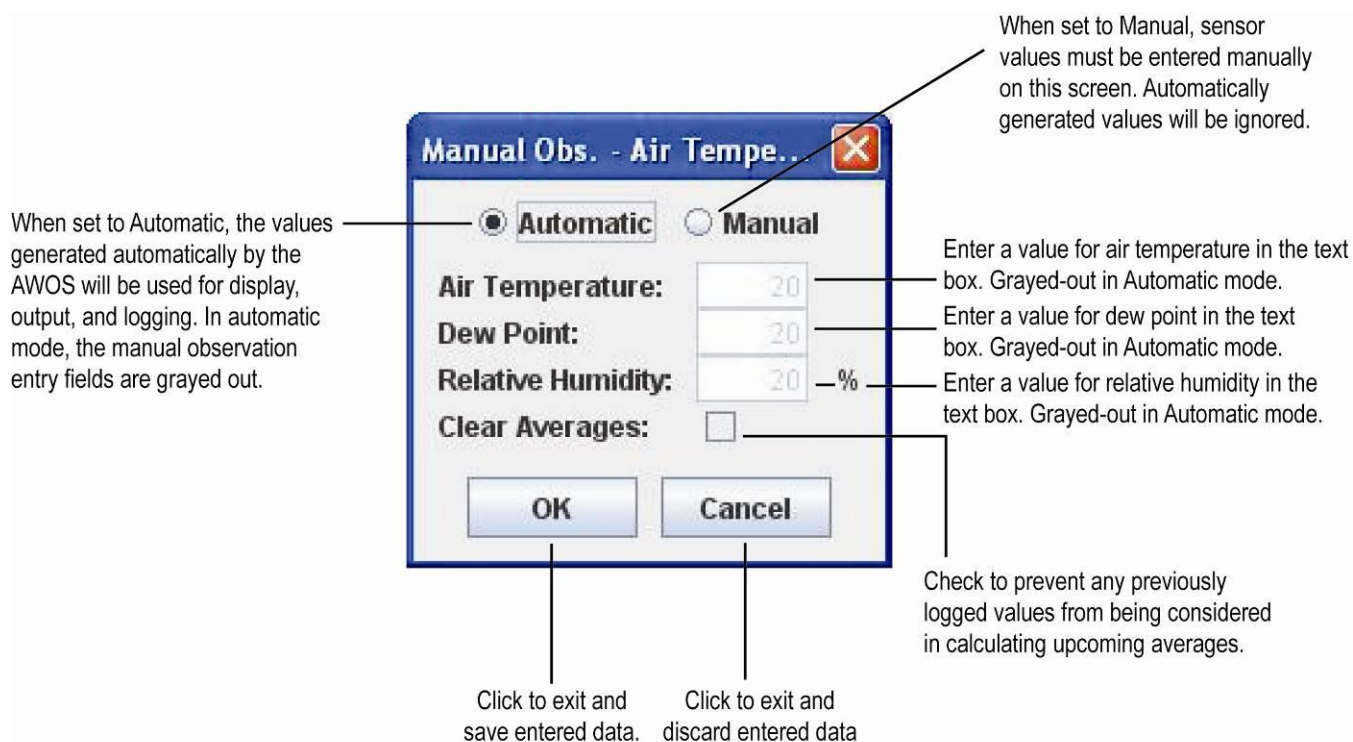 When set to Manual, sensor
values must be entered manually
on this screen. Automatically
generated values will be ignored.
Manual Obs. - Air Tempe...
When set to Automatic, the values
generated automatically by the
AWOS will be used for display,
output, and logging. In automatic
mode, the manual observation
entry fields are grayed out.
Automatic Manual
Air Temperature: 20
Dew Point: 20
Relative Humidity: 20 %
Clear Averages:
OK Cancel
Enter a value for air temperature in the text
box. Grayed-out in Automatic mode.
Enter a value for dew point in the text
box. Grayed-out in Automatic mode.
Enter a value for relative humidity in the
text box. Grayed-out in Automatic mode.
Check to prevent any previously
logged values from being considered
in calculating upcoming averages.
Click to exit and
save entered data.
Click to exit and
discard entered data